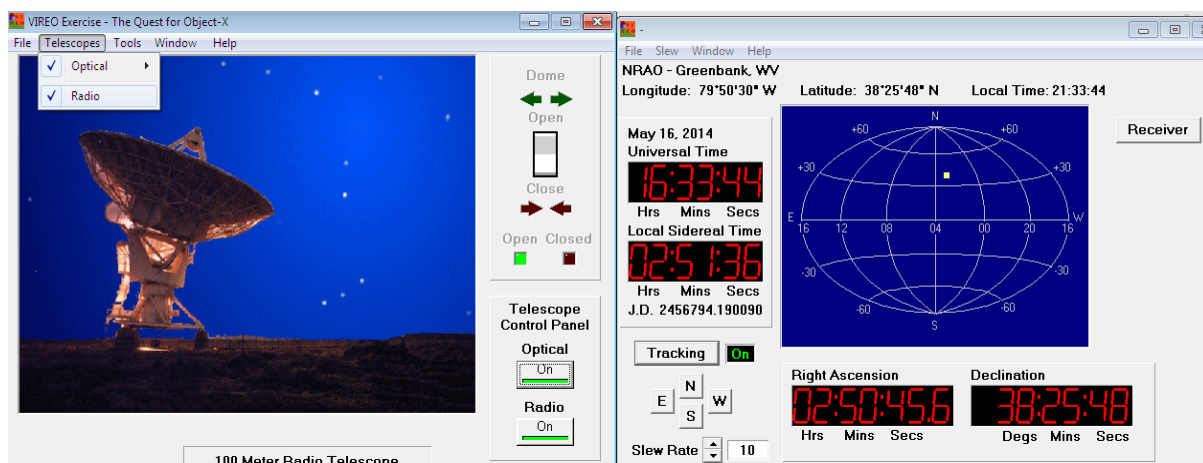 VIREO Exercise - The Quest for Object-X
File Telescopes Tools Window Help
Optical
Radio
Dome
Open
Close
Open Closed
Telescope
Control Panel
Optical
On
Radio
On
100 Meter Radio Telescope
-
File Slew Window Help
NRAO - Greenbank, WV
Longitude: 79°50'30" W Latitude: 38°25'48" N Local Time: 21:33:44
May 16, 2014
Universal Time
16:33:44
Hrs Mins Secs
Local Sidereal Time
02:51:36
Hrs Mins Secs
J.D. 2456794.190090
Tracking On
N
E W
S
Slew Rate 10
N
+60 +60
+30 +30
E W
16 12 08 04 00 20 16
-30 -30
-60 -60
S
Receiver
Right Ascension
02:50:45.6
Hrs Mins Secs
Declination
38:25:48
Degs Mins Secs